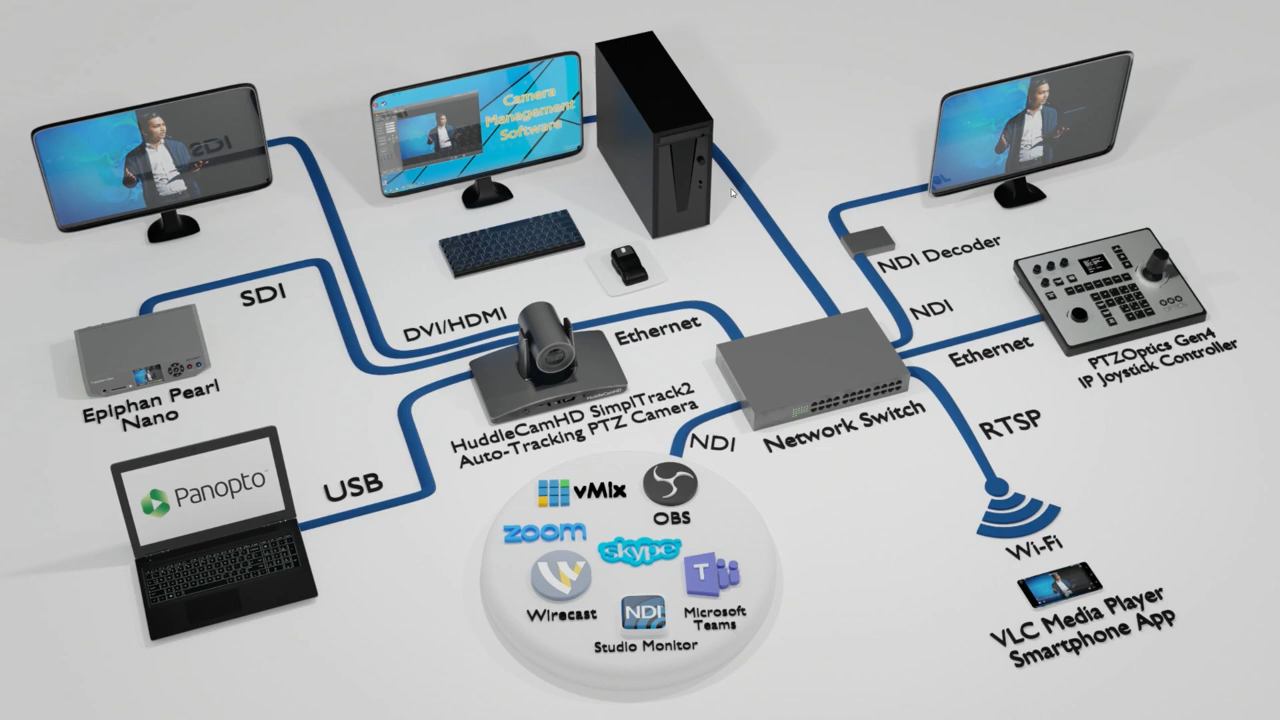 SDI
Camera
Management
Software
SDI
DVI/HDMI
Ethernet
NDI Decoder
NDI
Ethernet
PTZOptics Gen4
IP Joystick Controller
Epiphan Pearl
Nano
HuddleCamHD
HuddleCamHD SimplTrack2
Auto-Tracking PTZ Camera
Network Switch
NDI
RTSP
Panopto
USB
vMix
OBS
zoom
skype
Wirecast
T
Microsoft
Teams
NDI
Studio Monitor
Wi-Fi
VLC Media Player
Smartphone App